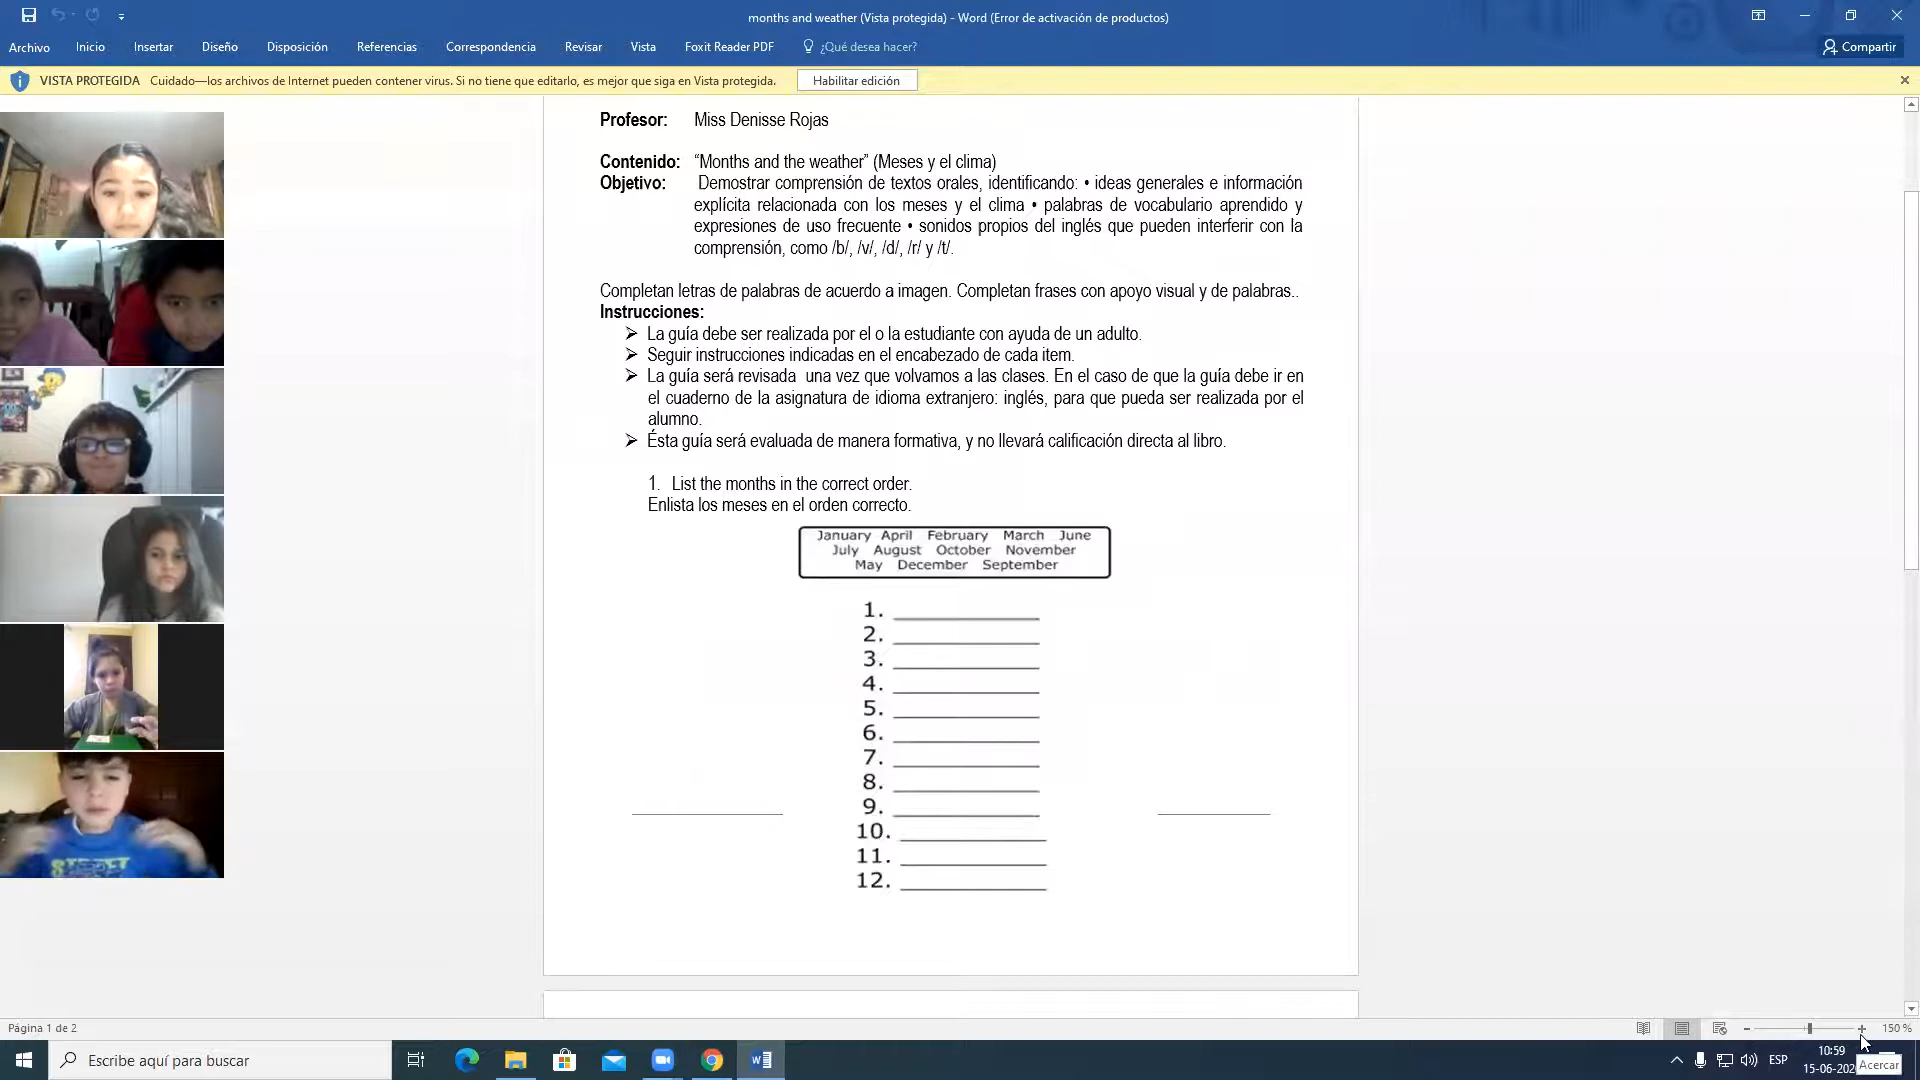 months and weather (Vista protegida) - Word (Error de activación de productos)
Archivo Inicio Insertar Diseño Disposición Referencias Correspondencia Revisar Vista Foxit Reader PDF ¿Qué desea hacer? Compartir
VISTA PROTEGIDA Cuidado—los archivos de Internet pueden contener virus. Si no tiene que editarlo, es mejor que siga en Vista protegida. Habilitar edición
Profesor: Miss Denisse Rojas
Contenido: “Months and the weather” (Meses y el clima)
Objetivo: Demostrar comprensión de textos orales, identificando: • ideas generales e información
explícita relacionada con los meses y el clima • palabras de vocabulario aprendido y
expresiones de uso frecuente • sonidos propios del inglés que pueden interferir con la
comprensión, como /b/, /v/, /d/, /r/ y /t/.
Completan letras de palabras de acuerdo a imagen. Completan frases con apoyo visual y de palabras..
Instrucciones:
➢ La guía debe ser realizada por el o la estudiante con ayuda de un adulto.
➢ Seguir instrucciones indicadas en el encabezado de cada item.
➢ La guía será revisada una vez que volvamos a las clases. En el caso de que la guía debe ir en
el cuaderno de la asignatura de idioma extranjero: inglés, para que pueda ser realizada por el
alumno.
➢ Ésta guía será evaluada de manera formativa, y no llevará calificación directa al libro.
1. List the months in the correct order.
Enlista los meses en el orden correcto.
January April February March June
July August October November
May December September
1.
2.
3.
4.
5.
6.
7.
8.
9.
10.
11.
12.
Página 1 de 2
150 %
Escribe aquí para buscar
ESP
10:59
15-06-202
Acercar